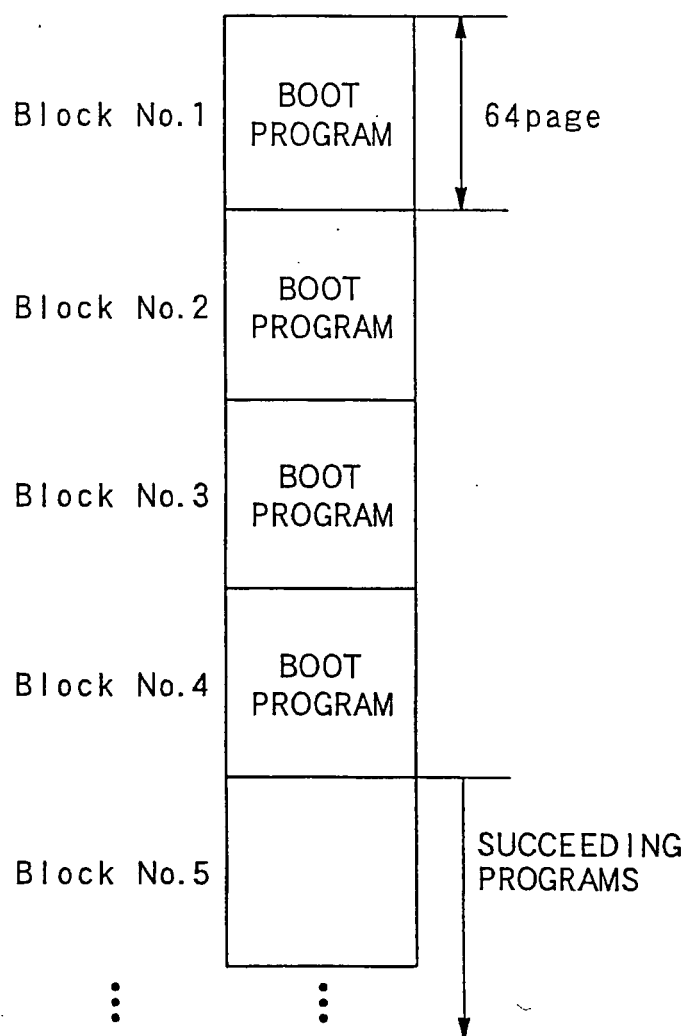 Block No.1
BOOT
PROGRAM
64page
Block No.2
BOOT
PROGRAM
Block No.3
BOOT
PROGRAM
Block No.4
BOOT
PROGRAM
Block No.5
SUCCEEDING
PROGRAMS